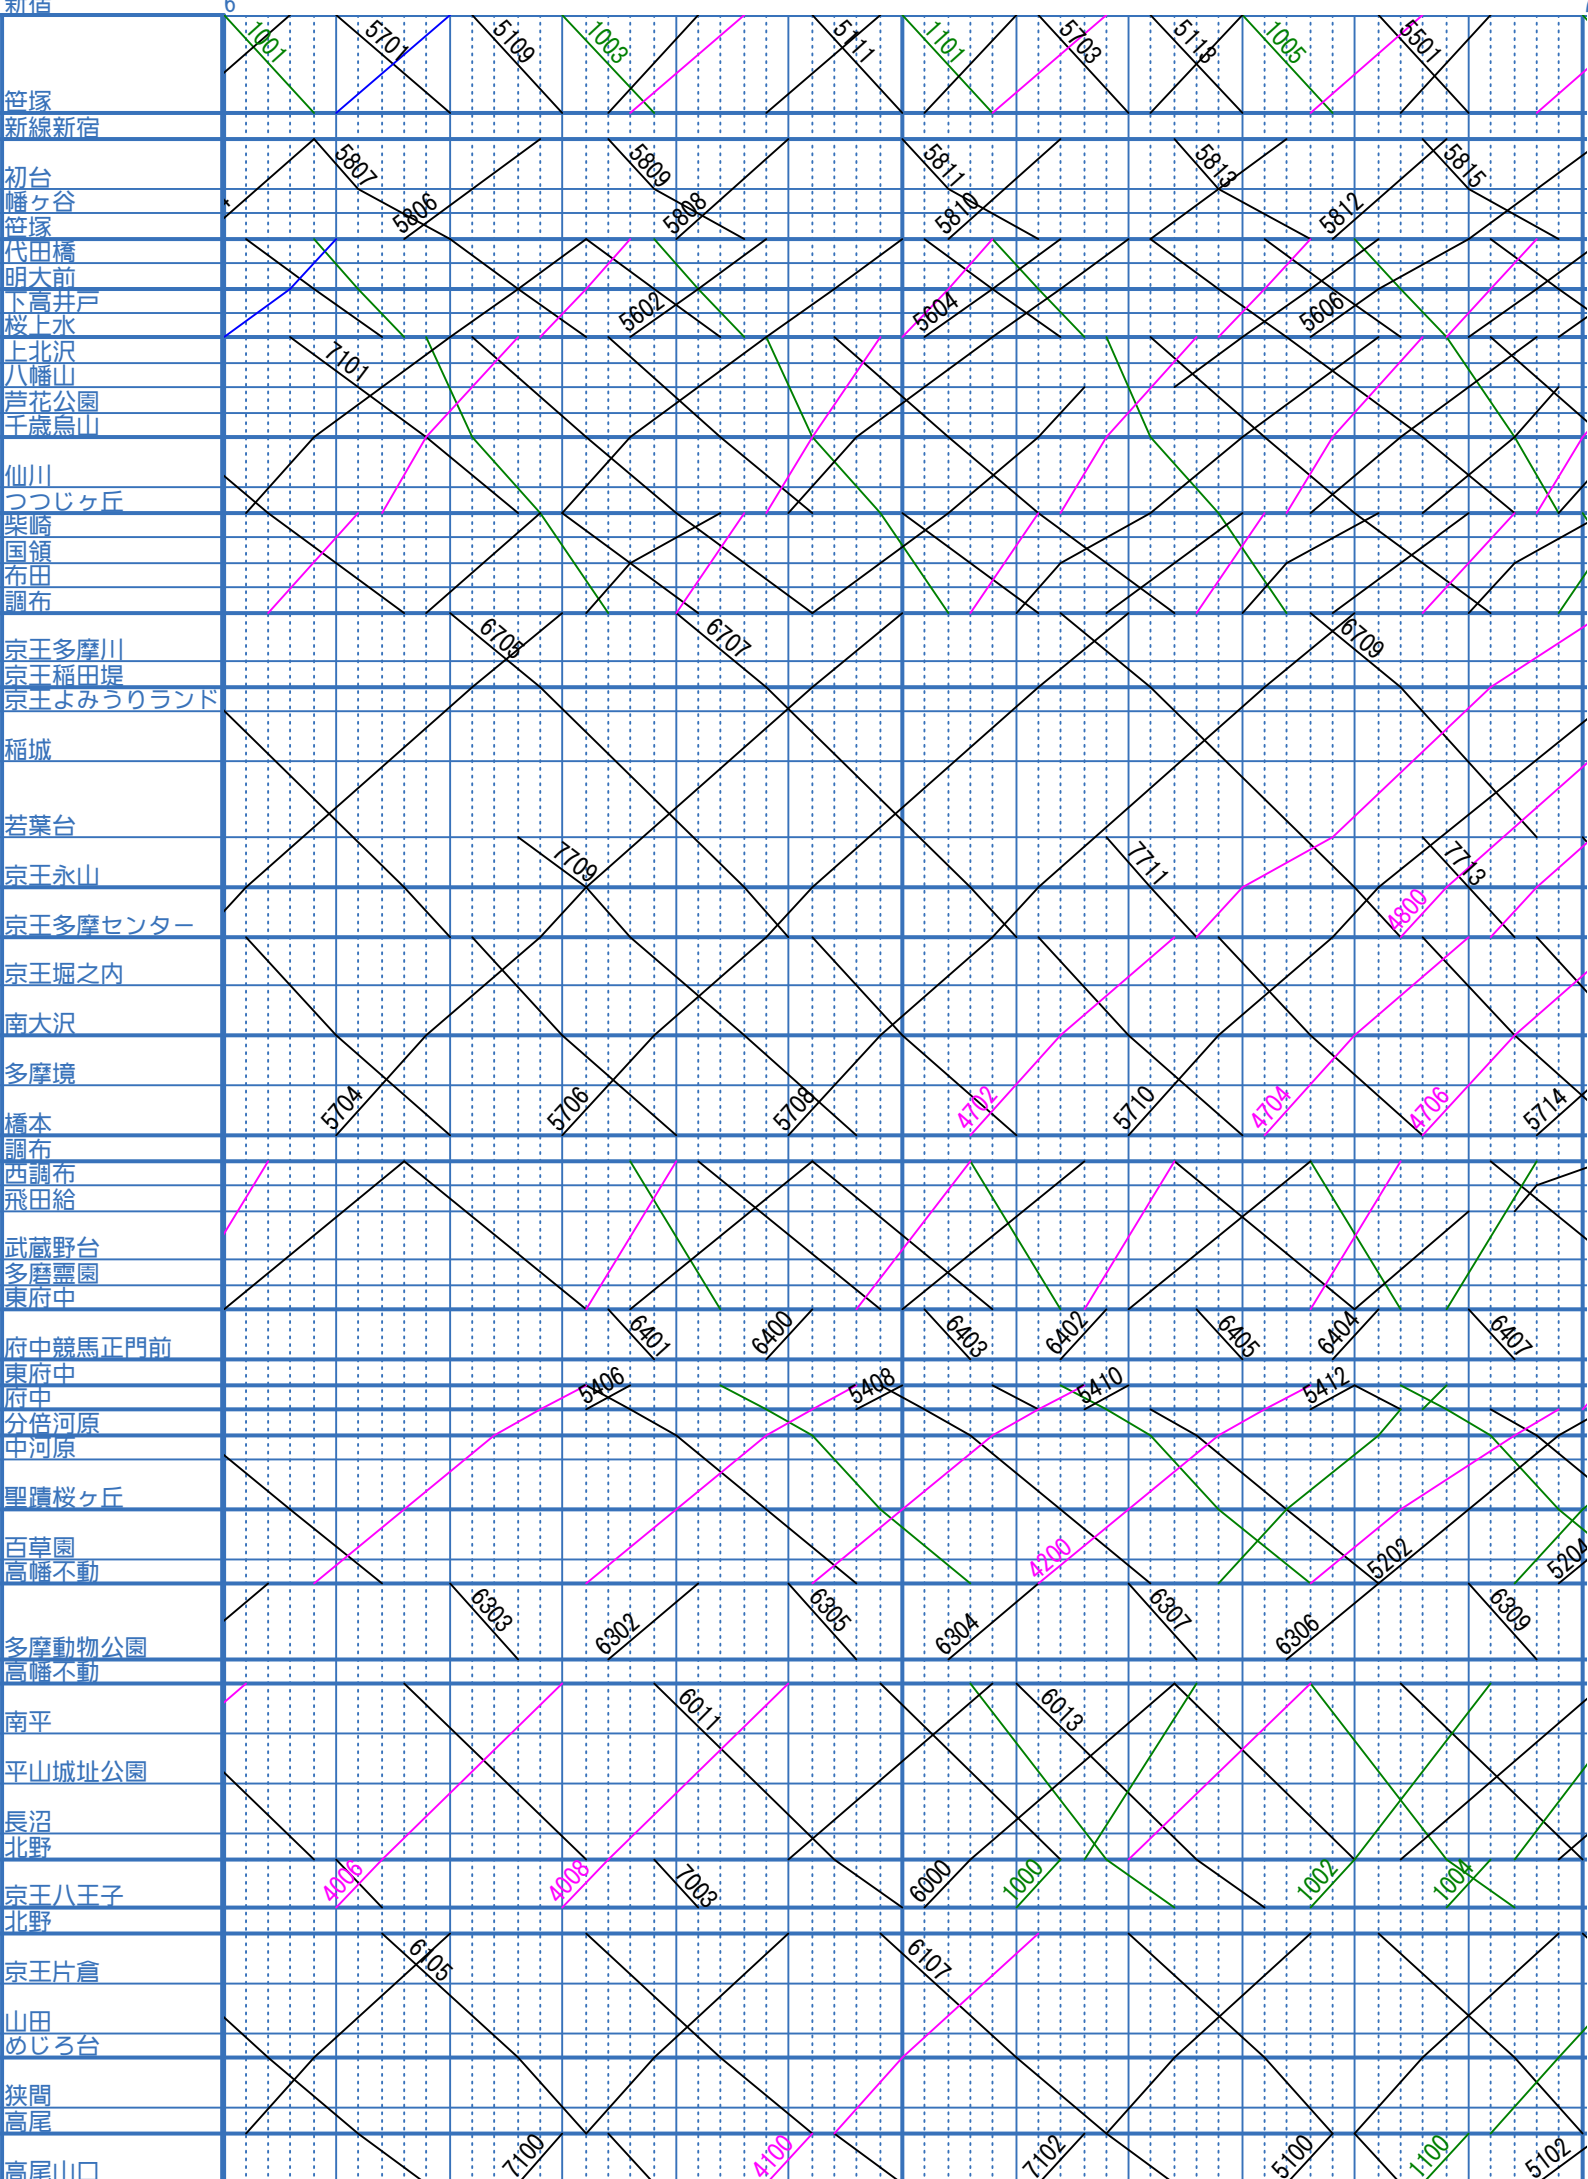 新宿 6
1001 5701 5109 1003 5111 1101 5703 5113 1005 5501
笹塚
新線新宿
5807 5809 5811 5813 5815
初台
幡ヶ谷
5806 5808 5810 5812
笹塚
代田橋
明大前
下高井戸
5602 5604 5606
桜上水
上北沢
7101
八幡山
芦花公園
千歳烏山
仙川
つつじヶ丘
柴崎
国領
布田
調布
6705 6707 6709
京王多摩川
京王稲田堤
京王よみうりランド
稲城
若葉台
7709 7711 7713
京王永山
4800
京王多摩センター
京王堀之内
南大沢
多摩境
5704 5706 5708 4702 5710 4704 4706 5714
橋本
調布
西調布
飛田給
武蔵野台
多磨霊園
東府中
6401 6400 6403 6402 6405 6404 6407
府中競馬正門前
東府中
5406 5408 5410 5412
府中
分倍河原
中河原
聖蹟桜ヶ丘
百草園
4200 5202 5204
高幡不動
6303 6302 6305 6304 6307 6306 6309
多摩動物公園
高幡不動
6011 6013
南平
平山城址公園
長沼
北野
4006 4008 7003 6000 1000 1002 1004
京王八王子
北野
6105 6107
京王片倉
山田
めじろ台
狭間
高尾
7100 4100 7102 5100 1100 5102
高尾山口